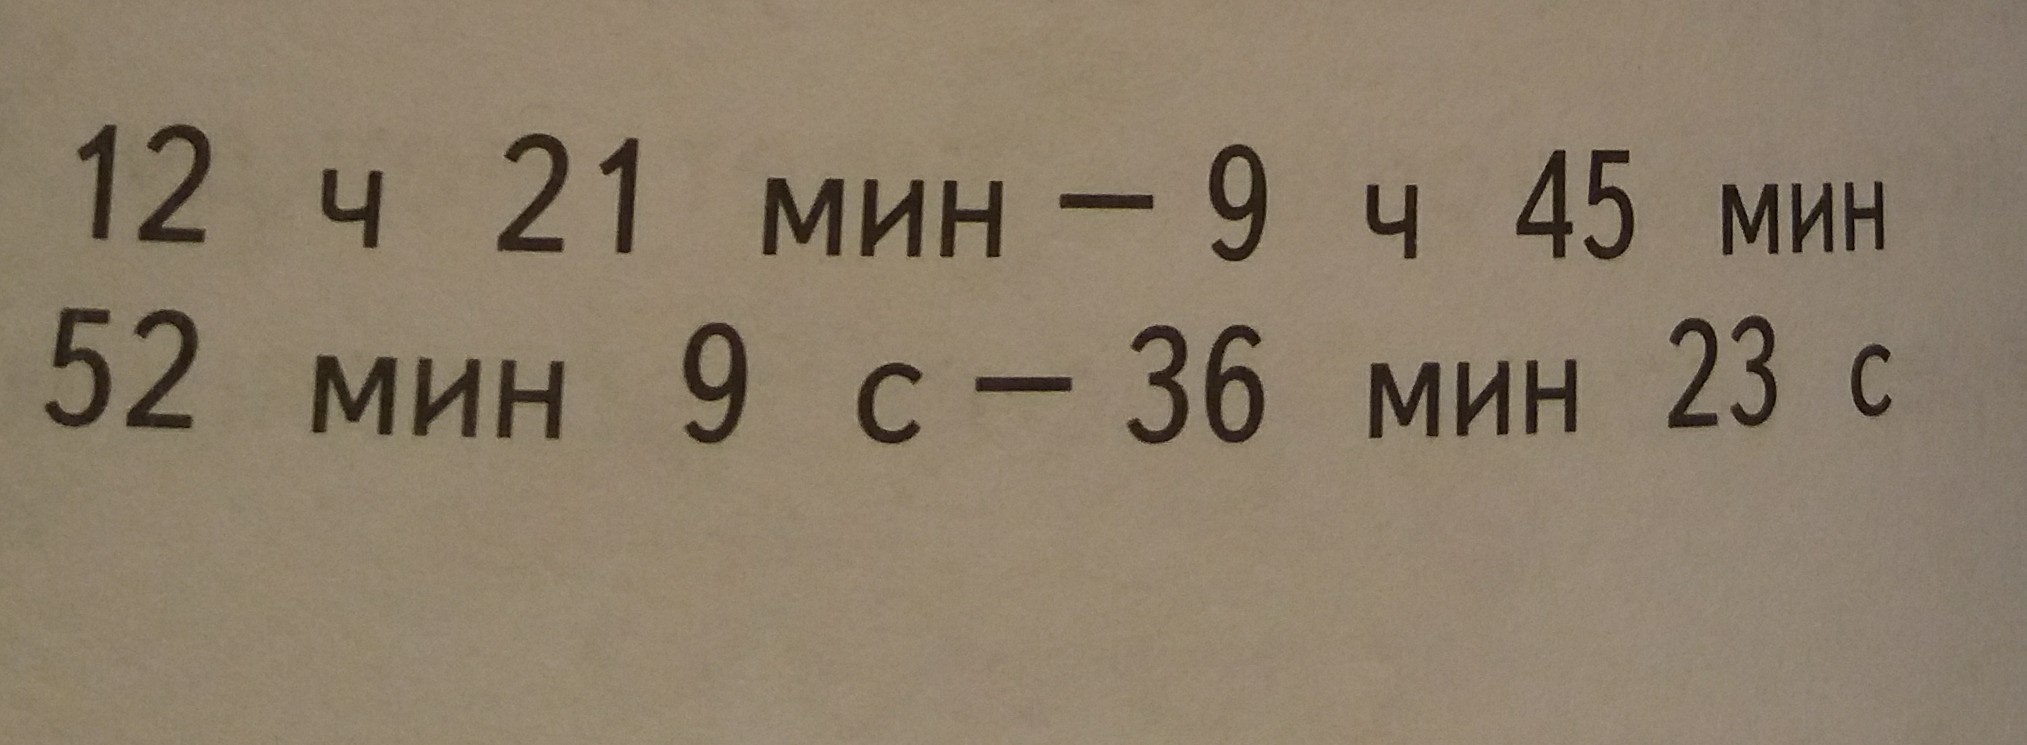 12 ч 21 мин — 9 ч 45 мин
52 мин 9 с — 36 мин 23 с